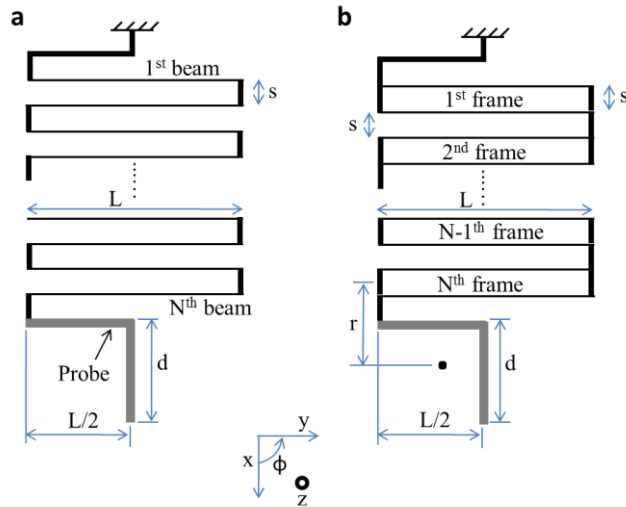 a
1st beam
s
L
Nth beam
Probe
d
L/2
b
1st frame
s
s
2nd frame
L
N-1th frame
Nth frame
r
d
L/2
y
x
ϕ
z